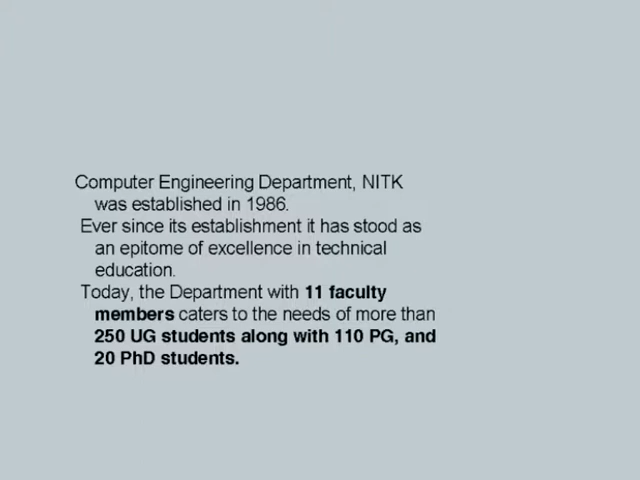 Computer Engineering Department, NITK
was established in 1986.
Ever since its establishment it has stood as
an epitome of excellence in technical
education.
Today, the Department with 11 faculty
members caters to the needs of more than
250 UG students along with 110 PG, and
20 PhD students.